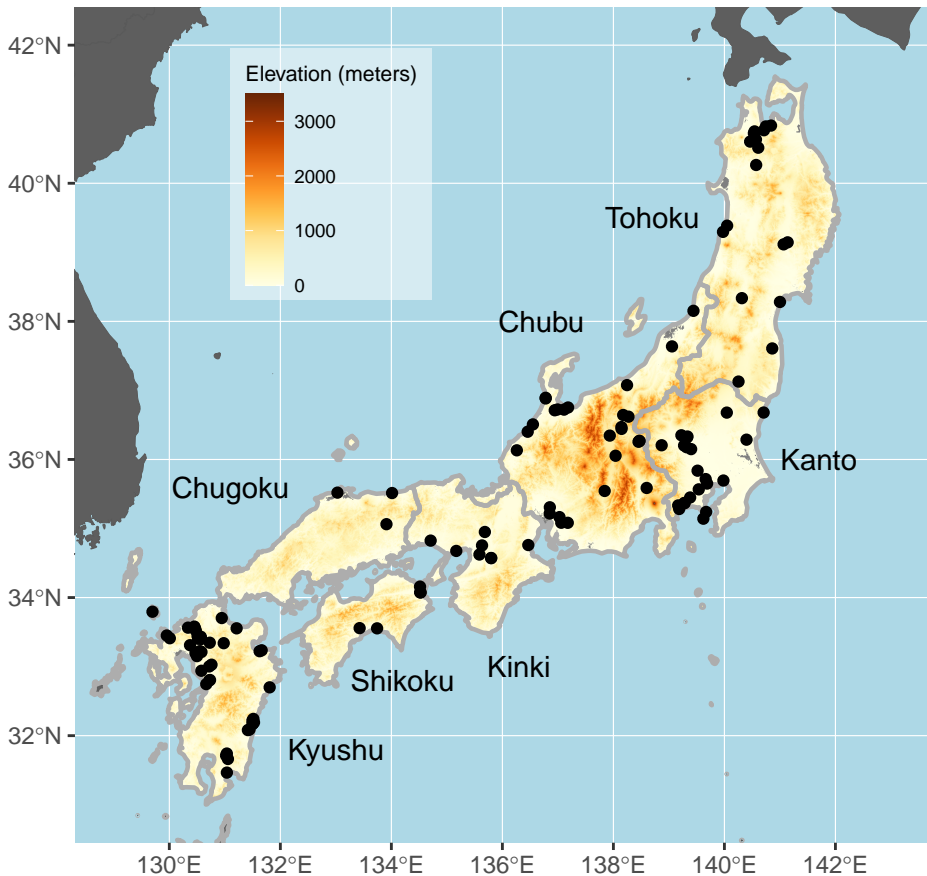 42°N
40°N
38°N
36°N
34°N
32°N
Elevation (meters)
3000
2000
1000
0
Tohoku
Chubu
Kanto
Chugoku
Kinki
Shikoku
Kyushu
130°E 132°E 134°E 136°E 138°E 140°E 142°E